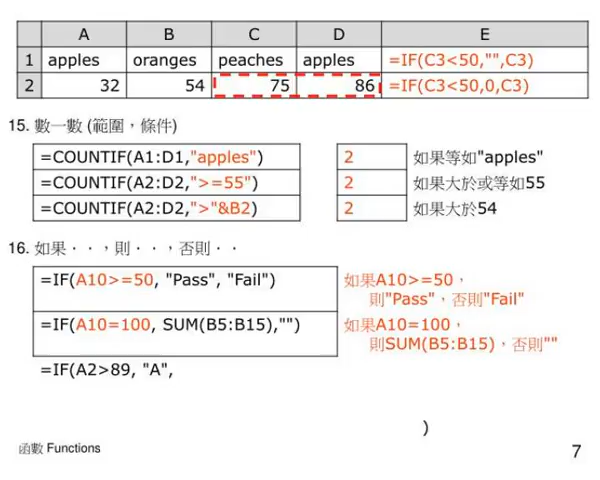 A B C D E
1 apples oranges peaches apples =IF(C3<50,"",C3)
2 32 54 75 86 =IF(C3<50,0,C3)
15. 數一數 (範圍，條件)
=COUNTIF(A1:D1,"apples") 2 如果等如"apples"
=COUNTIF(A2:D2,">=55") 2 如果大於或等如55
=COUNTIF(A2:D2,">"&B2) 2 如果大於54
16. 如果‧‧，則‧‧，否則‧‧
=IF(A10>=50, "Pass", "Fail") 如果A10>=50，
則"Pass"，否則"Fail"
=IF(A10=100, SUM(B5:B15),"") 如果A10=100，
則SUM(B5:B15)，否則""
=IF(A2>89, "A",
)
函數 Functions
7